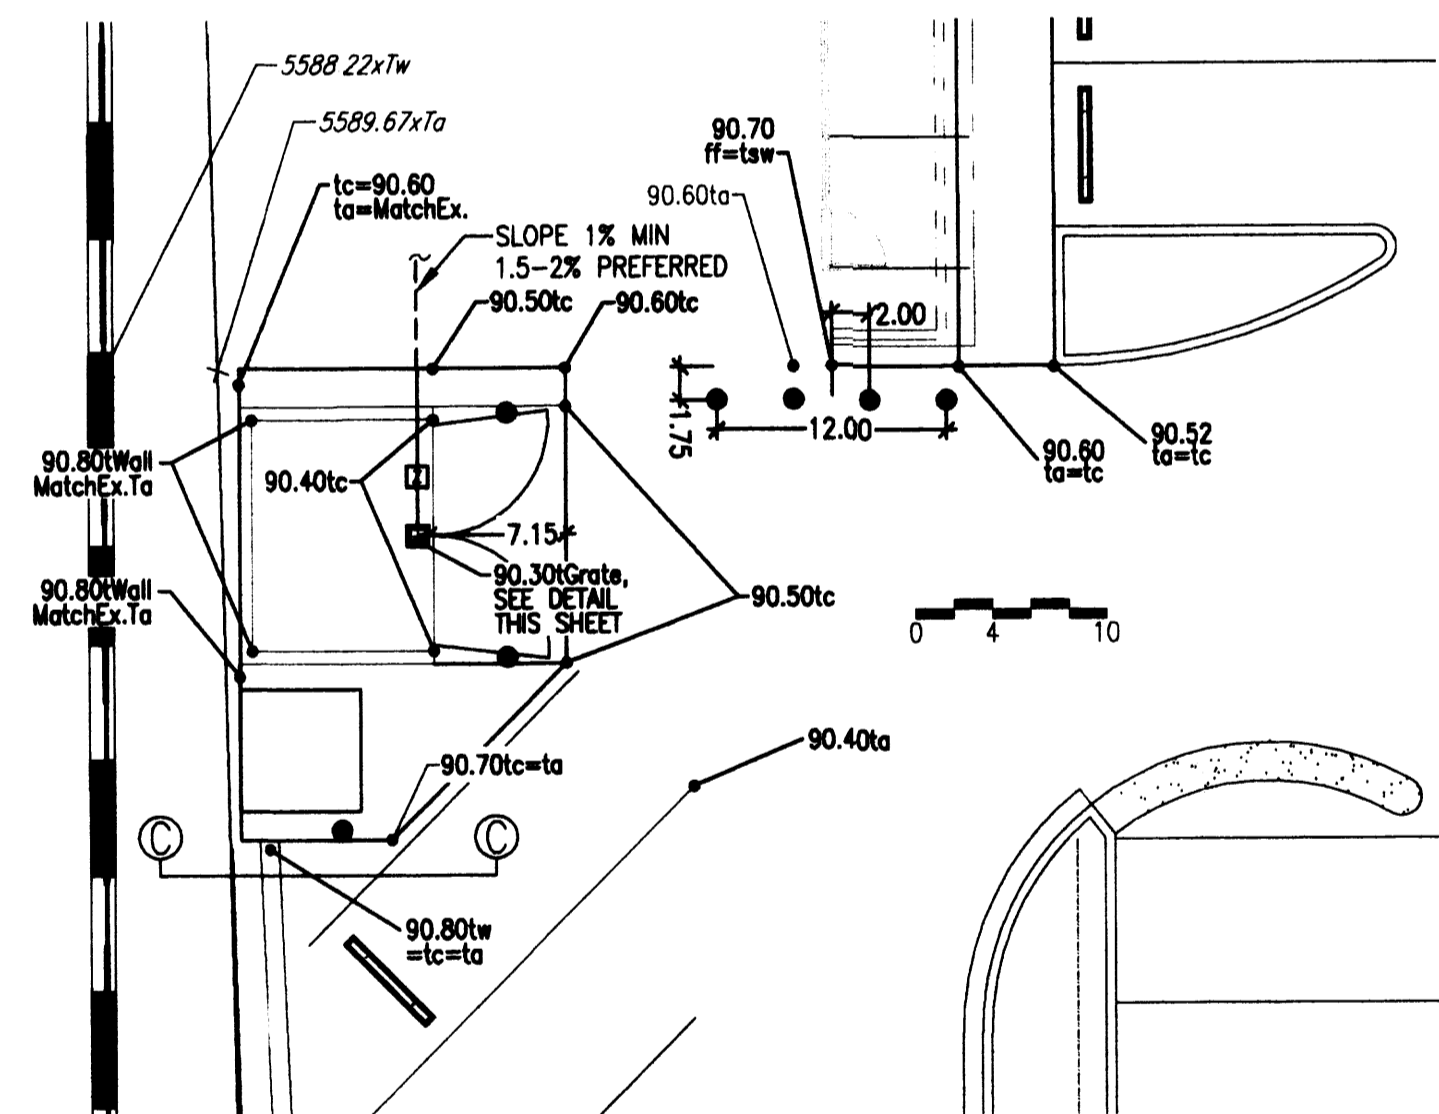 5588 22xTw
5589.67xTa
tc=90.60
ta=MatchEx.
SLOPE 1% MIN
1.5-2% PREFERRED
90.50tc
90.60tc
90.70
ff=tsw
90.60ta
2.00
1.75
12.00
90.60
ta=tc
90.52
ta=tc
90.80tWall
MatchEx.Ta
90.40tc
Z
7.15
90.30tGrate,
SEE DETAIL
THIS SHEET
90.80tWall
MatchEx.Ta
90.50tc
0 4 10
90.40ta
90.70tc=ta
C
C
90.80tw
=tc=ta